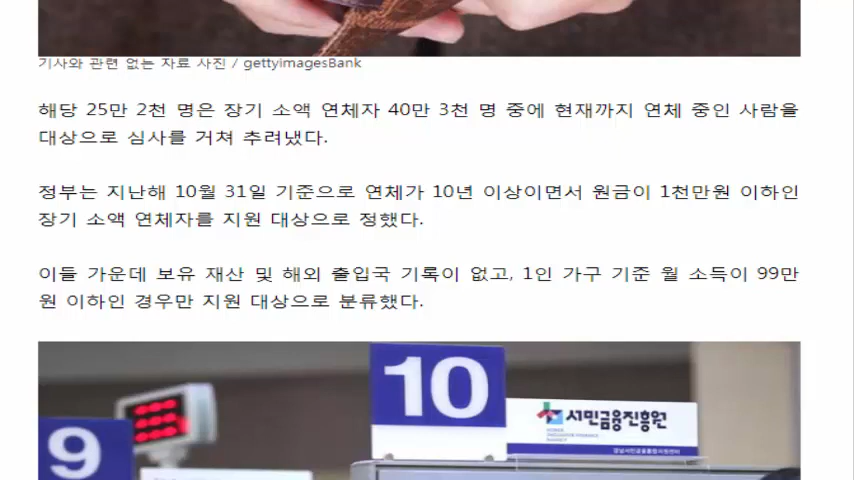 기사와 관련 없는 자료 사진 / gettyimagesBank
해당 25만 2천 명은 장기 소액 연체자 40만 3천 명 중에 현재까지 연체 중인 사람을
대상으로 심사를 거쳐 추려냈다.
정부는 지난해 10월 31일 기준으로 연체가 10년 이상이면서 원금이 1천만원 이하인
장기 소액 연체자를 지원 대상으로 정했다.
이들 가운데 보유 재산 및 해외 출입국 기록이 없고, 1인 가구 기준 월 소득이 99만
원 이하인 경우만 지원 대상으로 분류했다.
10
서민금융진흥원
9